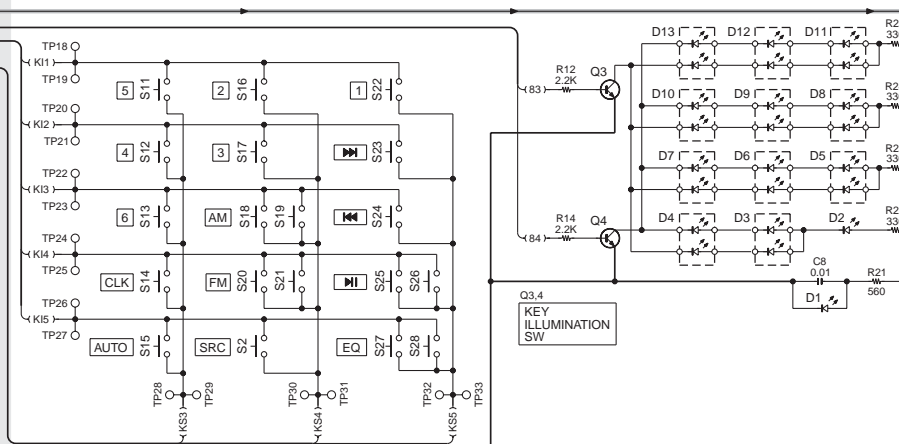 TP18
KI1
TP19
5
S11
2
S16
1
S22
TP20
KI2
TP21
4
S12
3
S17
S23
TP22
KI3
TP23
6
S13
AM
S18
S19
S24
TP24
KI4
TP25
CLK
S14
FM
S20
S21
S25
S26
TP26
KI5
TP27
AUTO
S15
SRC
S2
EQ
S27
S28
TP28
TP29
TP30
TP31
TP32
TP33
KS3
KS4
KS5
83
R12
2.2K
Q3
84
R14
2.2K
Q4
D13
D12
D11
D10
D9
D8
D7
D6
D5
D4
D3
D2
C8
0.01
R21
560
D1
Q3,4
KEY
ILLUMINATION
SW